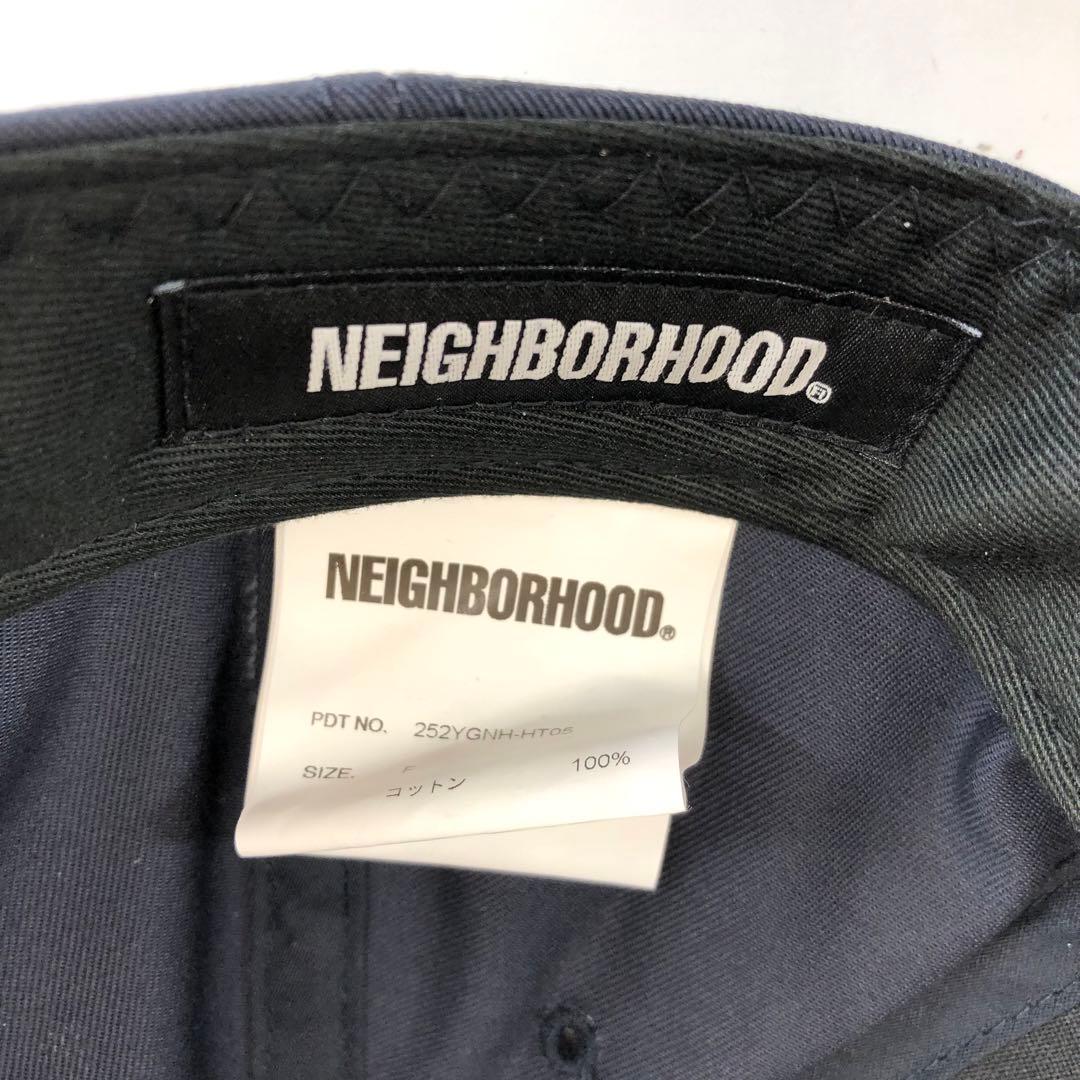 NEIGHBORHOOD®
NEIGHBORHOOD®
PDT NO. 252YGNH-HT05
SIZE. F
コットン 100%